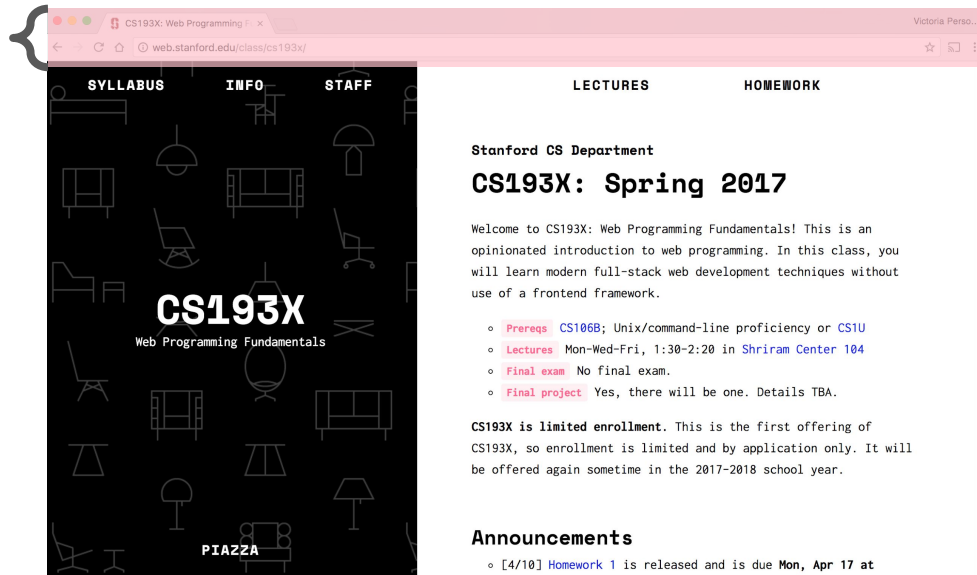 CS193X: Web Programming F
Victoria Perso...
web.stanford.edu/class/cs193x/
SYLLABUS INFO STAFF
LECTURES HOMEWORK
CS193X
Web Programming Fundamentals
PIAZZA
Stanford CS Department
CS193X: Spring 2017
Welcome to CS193X: Web Programming Fundamentals! This is an
opinionated introduction to web programming. In this class, you
will learn modern full-stack web development techniques without
use of a frontend framework.
Prereqs CS106B; Unix/command-line proficiency or CS1U
Lectures Mon-Wed-Fri, 1:30-2:20 in Shriram Center 104
Final exam No final exam.
Final project Yes, there will be one. Details TBA.
CS193X is limited enrollment. This is the first offering of
CS193X, so enrollment is limited and by application only. It will
be offered again sometime in the 2017-2018 school year.
Announcements
[4/10] Homework 1 is released and is due Mon, Apr 17 at